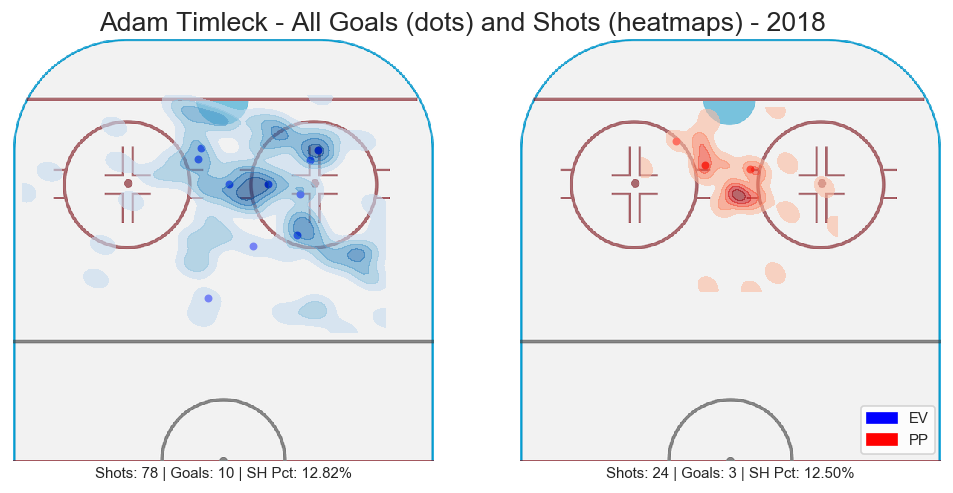 Adam Timleck - All Goals (dots) and Shots (heatmaps) - 2018
EV
PP
Shots: 78 | Goals: 10 | SH Pct: 12.82%
Shots: 24 | Goals: 3 | SH Pct: 12.50%